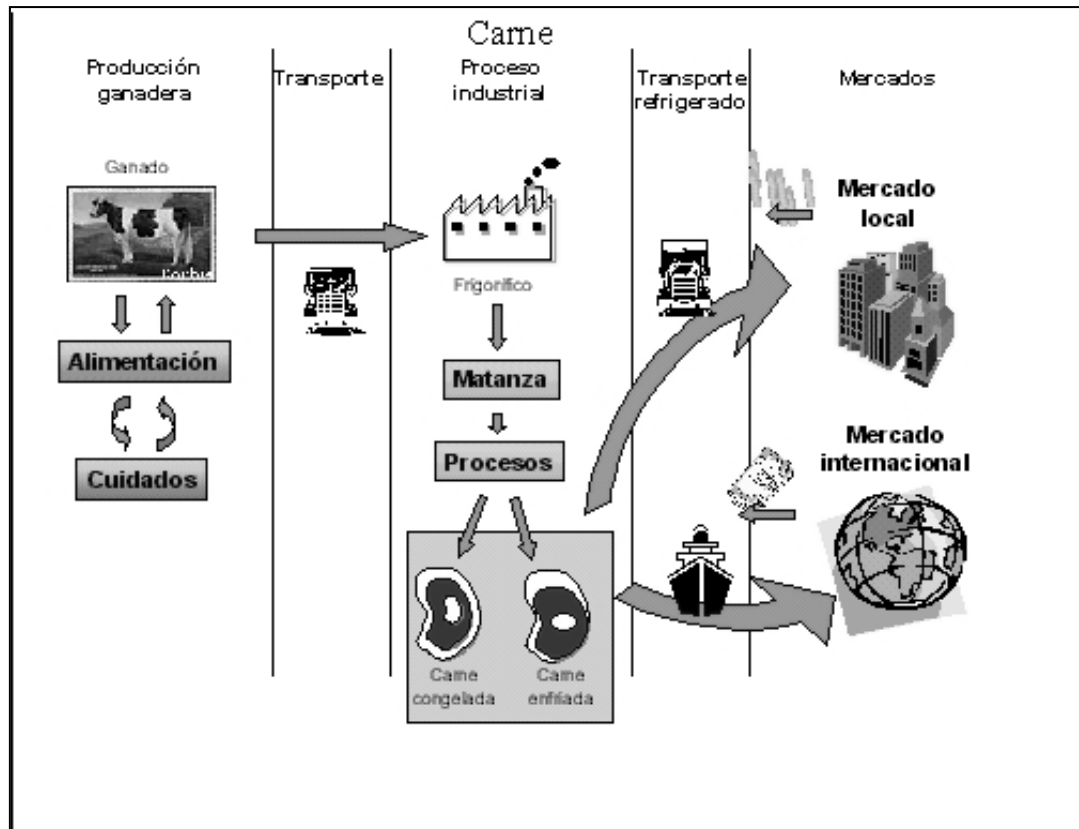 Carne
Producción
ganadera
Transporte
Proceso
industrial
Transporte
refrigerado
Mercados
Ganado
Corbis
Alimentación
Cuidados
Frigorífico
Matanza
Procesos
Carne
congelada
Carne
enfriada
Mercado
local
Mercado
internacional